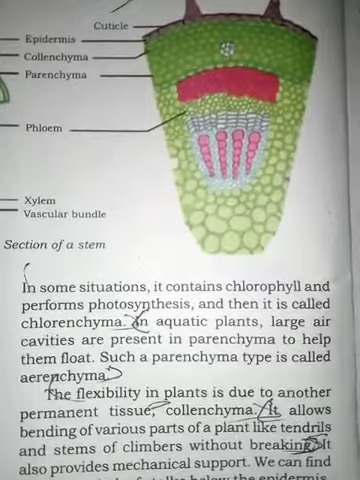 Cuticle
Epidermis
Collenchyma
Parenchyma
Phloem
Xylem
Vascular bundle
Section of a stem
In some situations, it contains chlorophyll and
performs photosynthesis, and then it is called
chlorenchyma. In aquatic plants, large air
cavities are present in parenchyma to help
them float. Such a parenchyma type is called
aerenchyma.
The flexibility in plants is due to another
permanent tissue, collenchyma. It allows
bending of various parts of a plant like tendrils
and stems of climbers without breaking. It
also provides mechanical support. We can find
below the epidermis